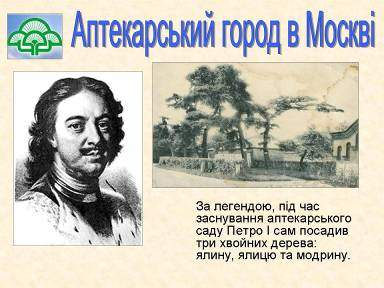 Аптекарський город в Москві
За легендою, під час
заснування аптекарського
саду Петро І сам посадив
три хвойних дерева:
ялину, ялицю та модрину.